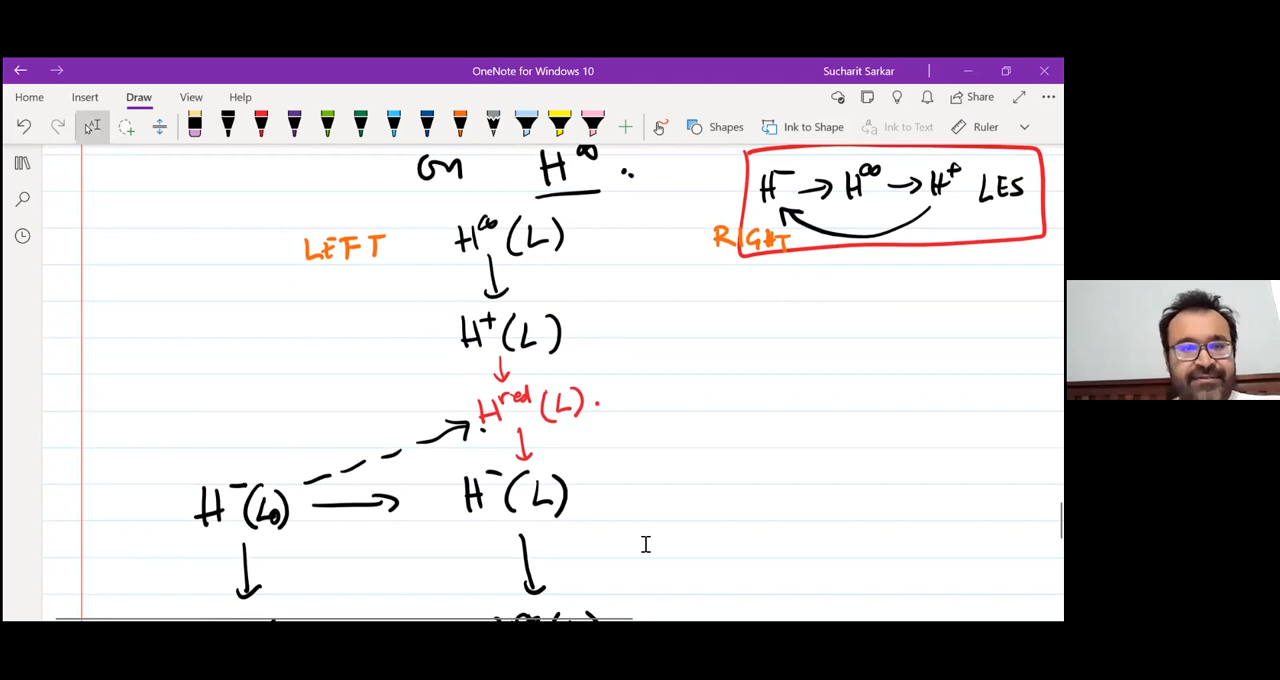 OneNote for Windows 10
Sucharit Sarkar
Home Insert Draw View Help
Share
Shapes Ink to Shape Ink to Text Ruler
on H^∞.
H⁻ → H^∞ → H⁺ LES
LEFT
H^∞(L)
RIGHT
↓
H⁺(L)
↓
H^red(L).
↓
H⁻(L₀) → H⁻(L)
↓ ↓